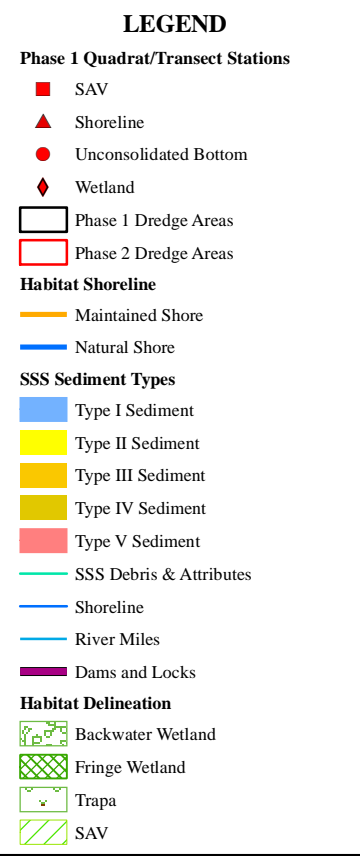 LEGEND
Phase 1 Quadrat/Transect Stations
SAV
Shoreline
Unconsolidated Bottom
Wetland
Phase 1 Dredge Areas
Phase 2 Dredge Areas
Habitat Shoreline
Maintained Shore
Natural Shore
SSS Sediment Types
Type I Sediment
Type II Sediment
Type III Sediment
Type IV Sediment
Type V Sediment
SSS Debris & Attributes
Shoreline
River Miles
Dams and Locks
Habitat Delineation
Backwater Wetland
Fringe Wetland
Trapa
SAV